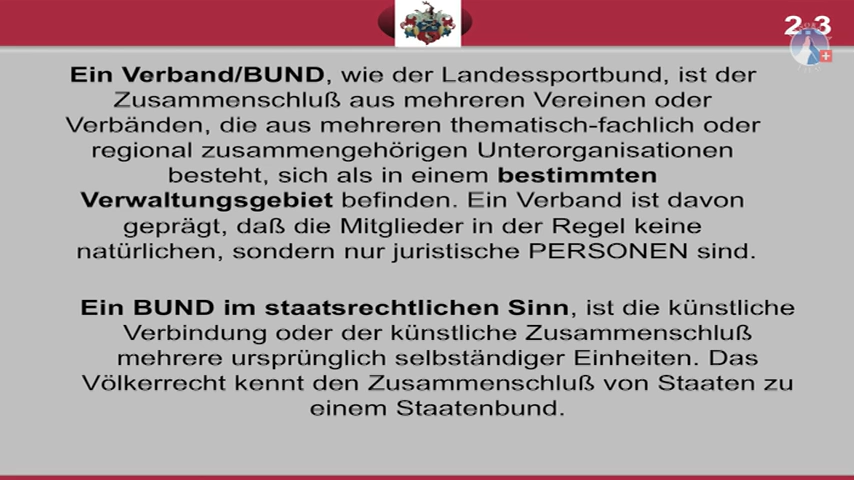 2.3
Ein Verband/BUND, wie der Landessportbund, ist der
Zusammenschluß aus mehreren Vereinen oder
Verbänden, die aus mehreren thematisch-fachlich oder
regional zusammengehörigen Unterorganisationen
besteht, sich als in einem bestimmten
Verwaltungsgebiet befinden. Ein Verband ist davon
geprägt, daß die Mitglieder in der Regel keine
natürlichen, sondern nur juristische PERSONEN sind.
Ein BUND im staatsrechtlichen Sinn, ist die künstliche
Verbindung oder der künstliche Zusammenschluß
mehrere ursprünglich selbständiger Einheiten. Das
Völkerrecht kennt den Zusammenschluß von Staaten zu
einem Staatenbund.